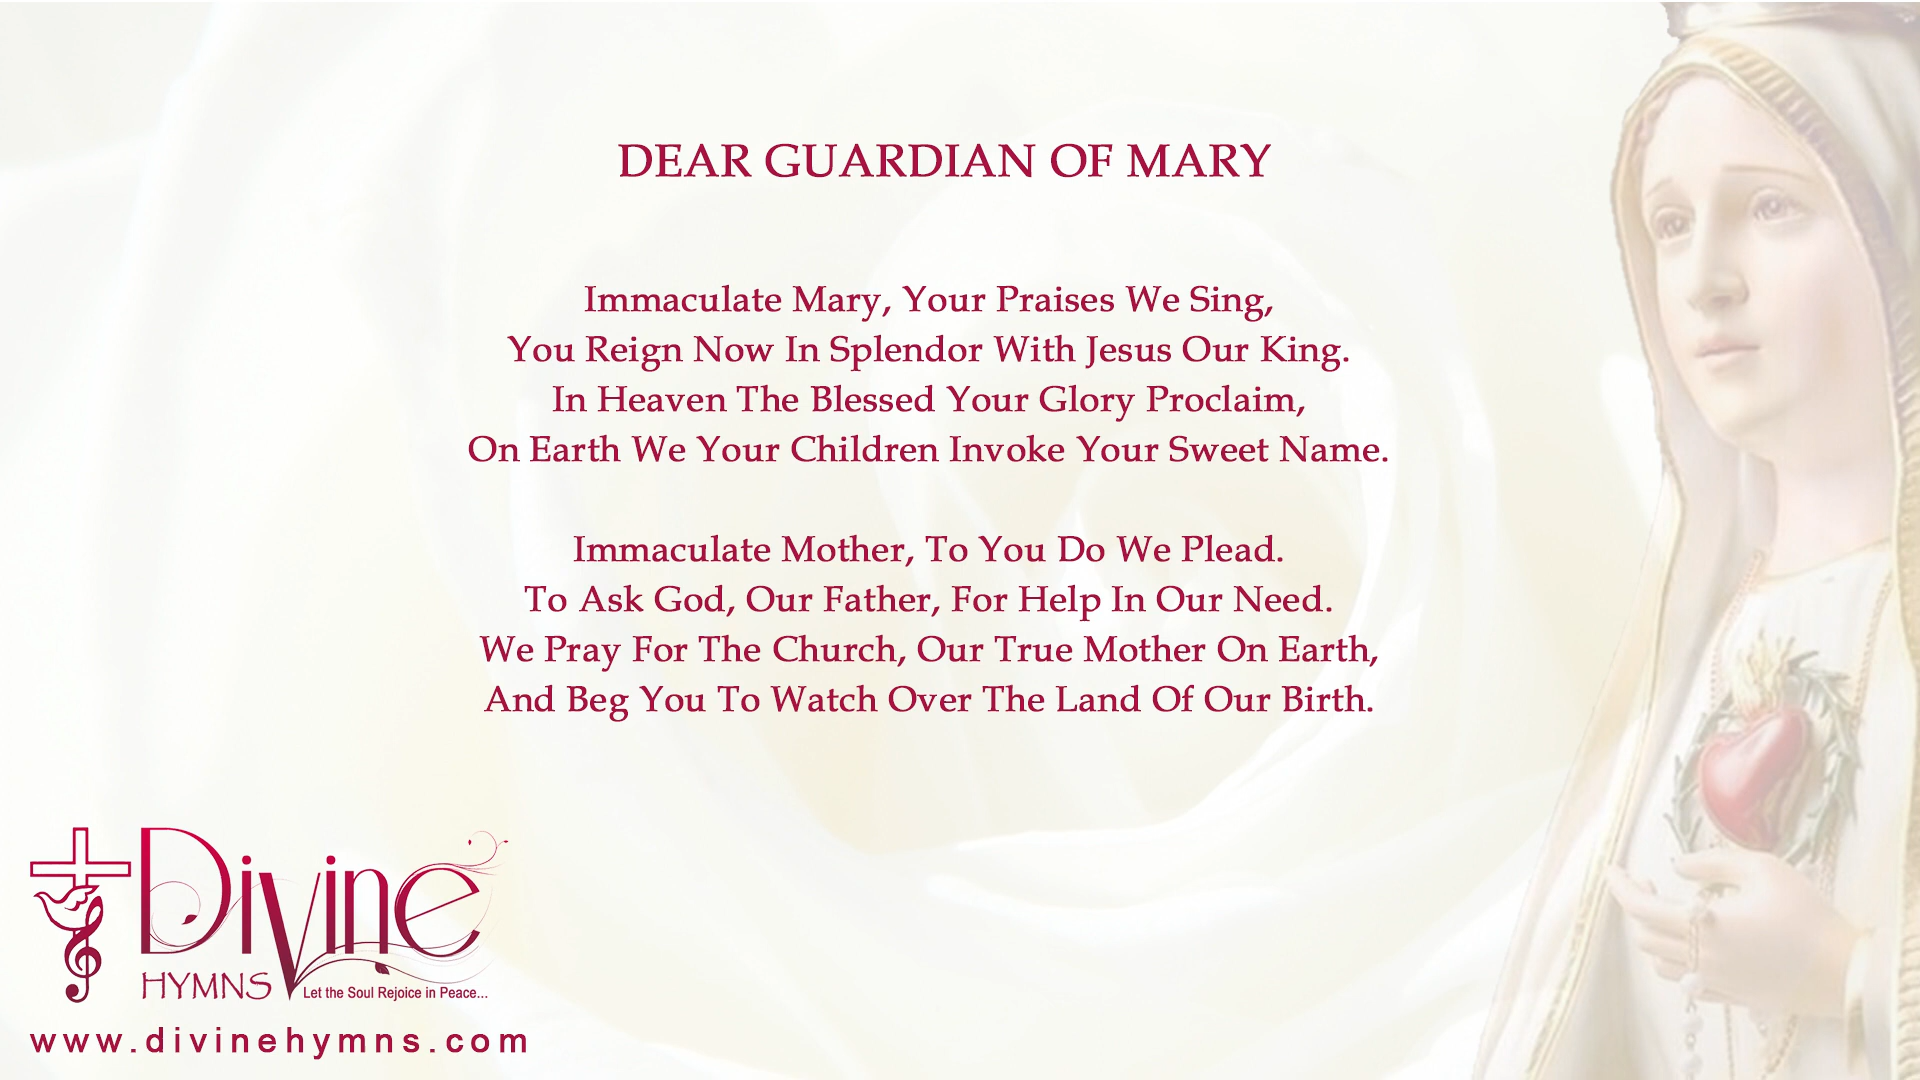 DEAR GUARDIAN OF MARY
Immaculate Mary, Your Praises We Sing,
You Reign Now In Splendor With Jesus Our King.
In Heaven The Blessed Your Glory Proclaim,
On Earth We Your Children Invoke Your Sweet Name.
Immaculate Mother, To You Do We Plead.
To Ask God, Our Father, For Help In Our Need.
We Pray For The Church, Our True Mother On Earth,
And Beg You To Watch Over The Land Of Our Birth.
Divine
HYMNS
Let the Soul Rejoice in Peace...
www.divinehymns.com